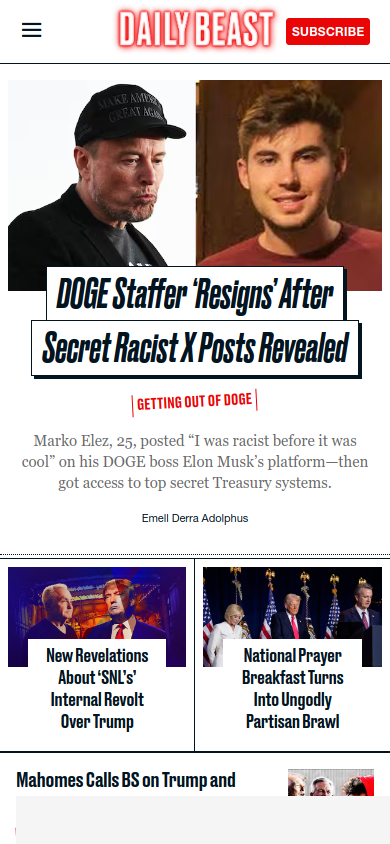 DAILY BEAST
SUBSCRIBE
MAKE AMERICA
GREAT AGAIN
DOGE Staffer ‘Resigns’ After
Secret Racist X Posts Revealed
GETTING OUT OF DOGE
Marko Elez, 25, posted “I was racist before it was
cool” on his DOGE boss Elon Musk’s platform—then
got access to top secret Treasury systems.
Emell Derra Adolphus
New Revelations
About ‘SNL’s’
Internal Revolt
Over Trump
National Prayer
Breakfast Turns
Into Ungodly
Partisan Brawl
Mahomes Calls BS on Trump and